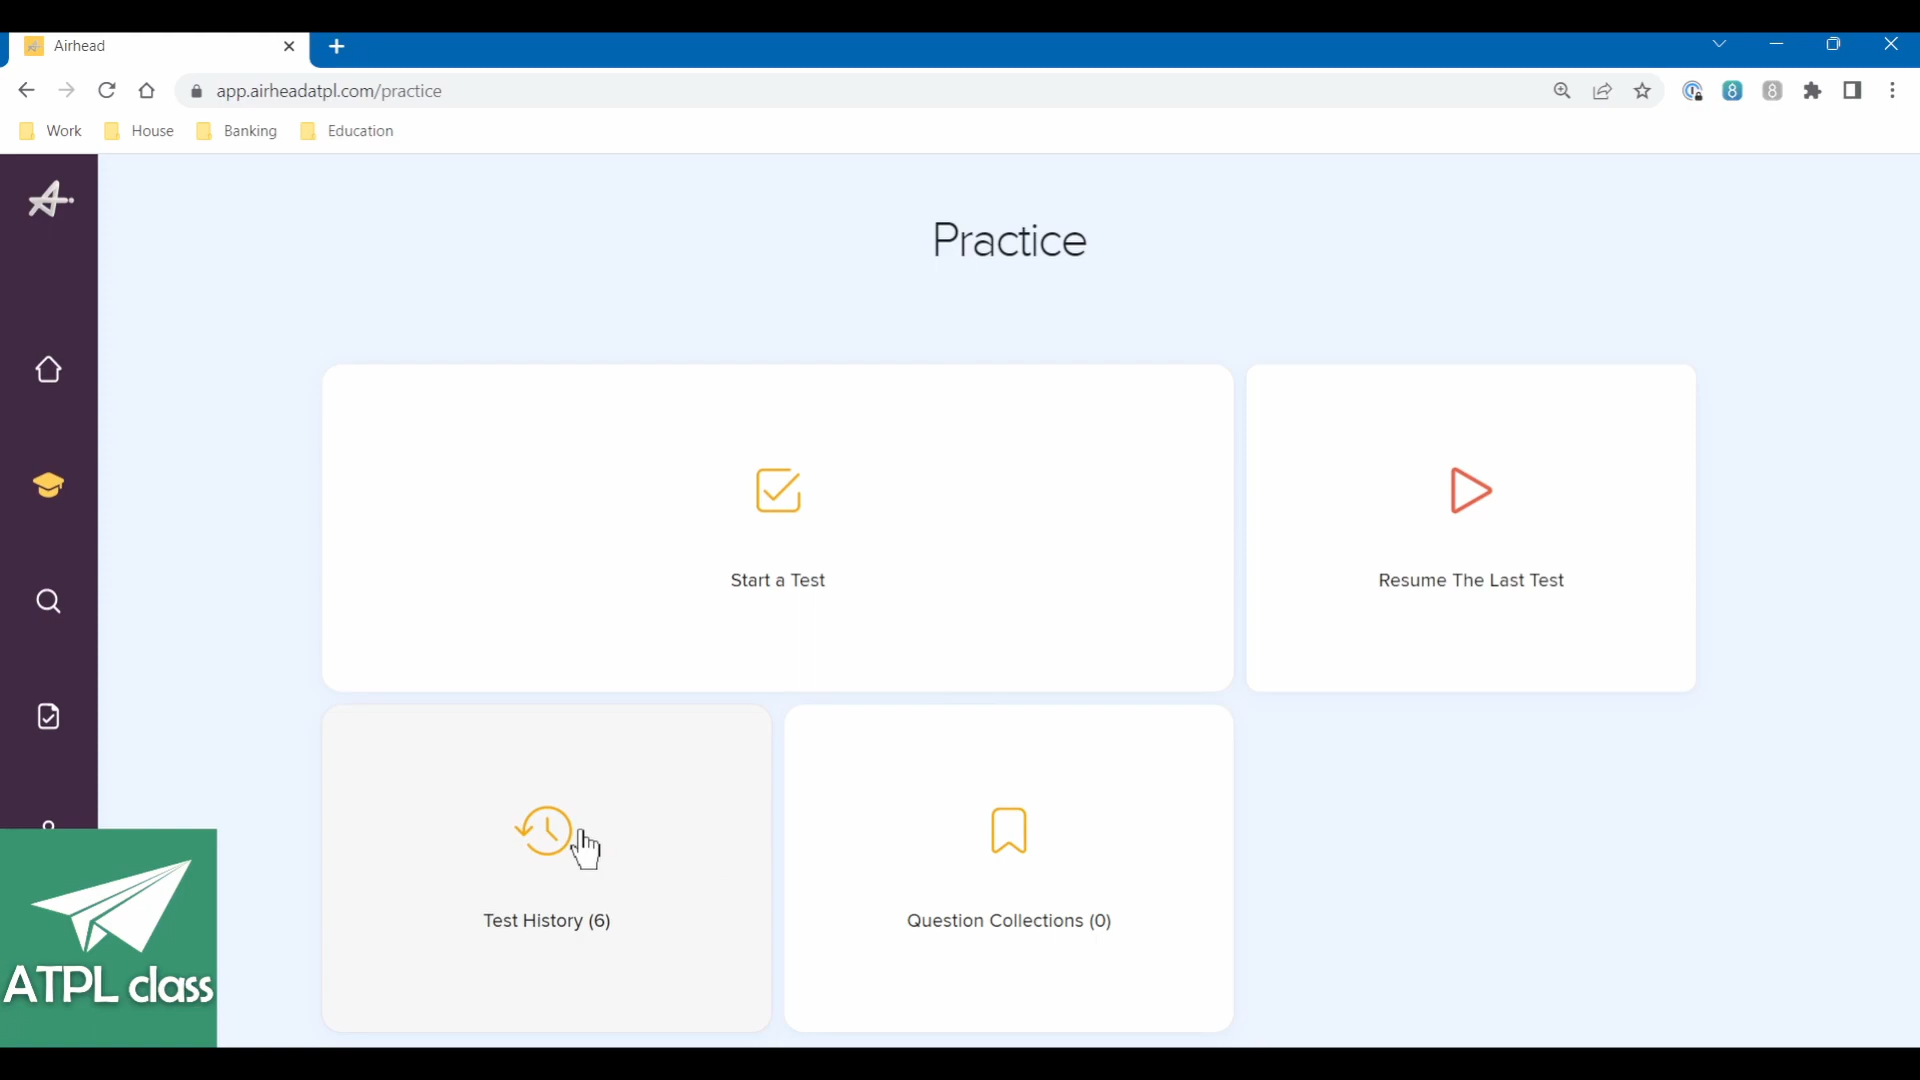 Airhead
app.airheadatpl.com/practice
Work House Banking Education
Practice
Start a Test
Resume The Last Test
Test History (6)
Question Collections (0)
ATPL class